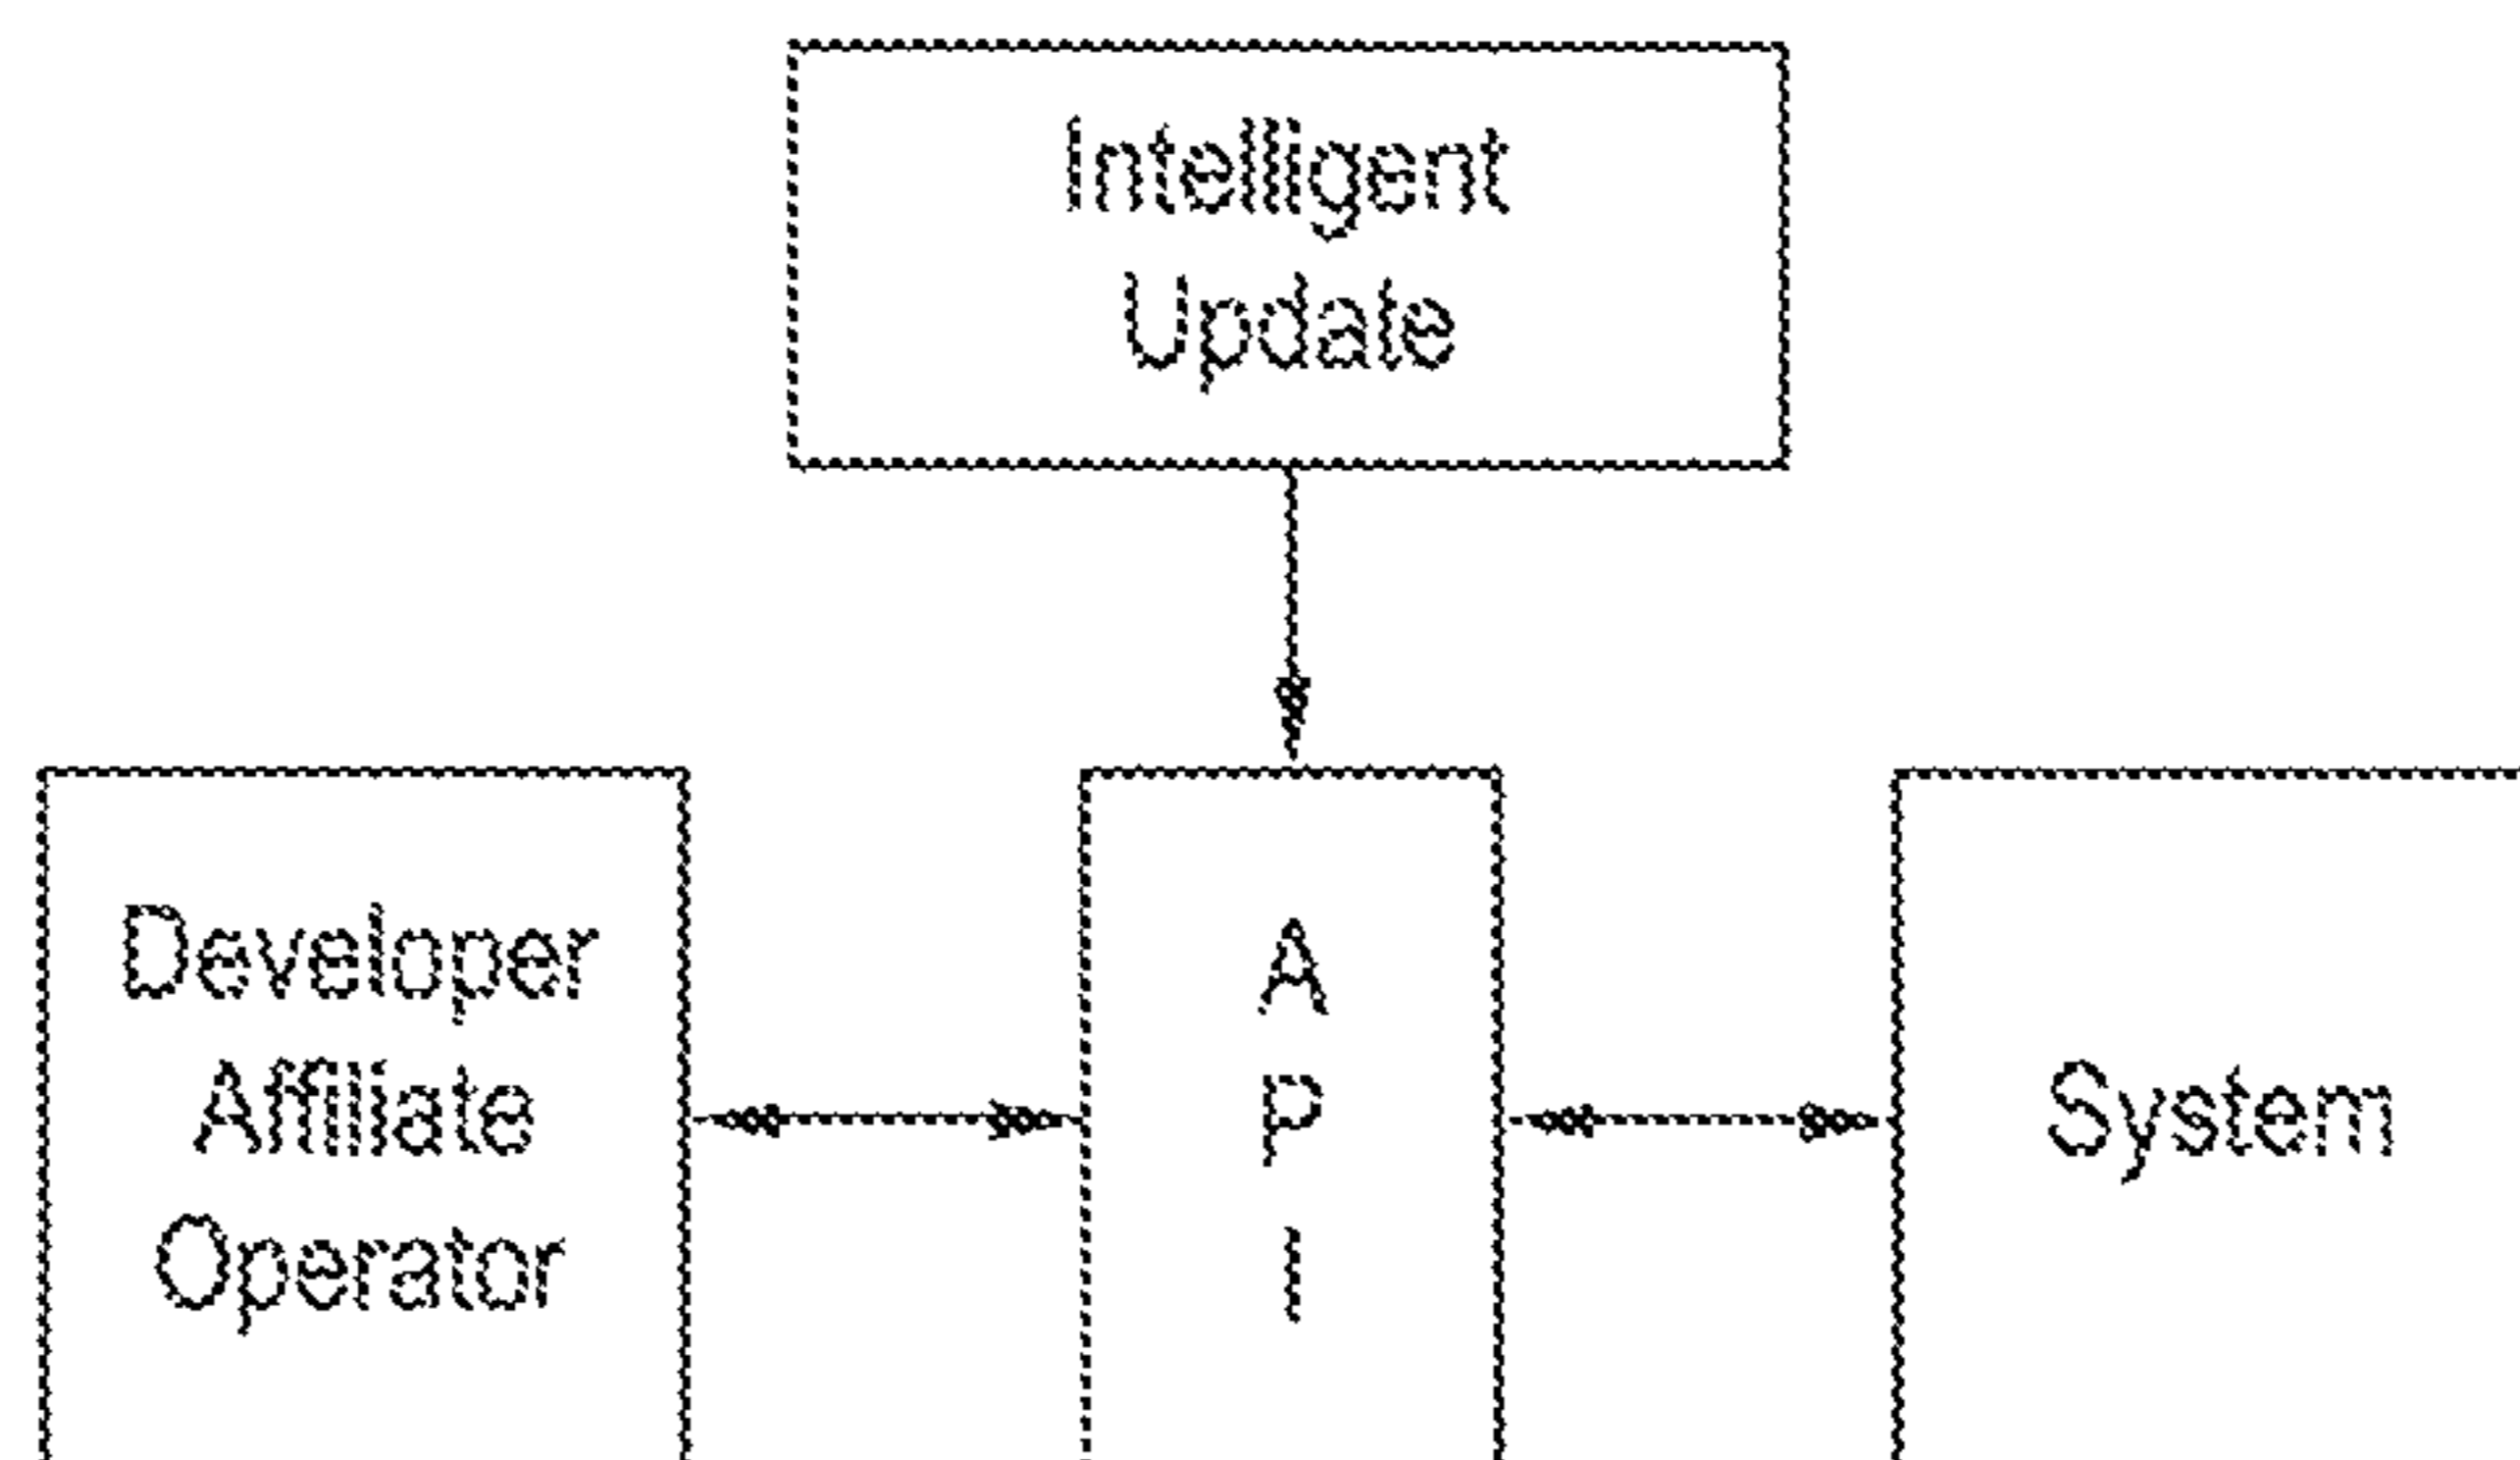 Intelligent
Update
Developer
Affiliate
Operator
A
P
I
System